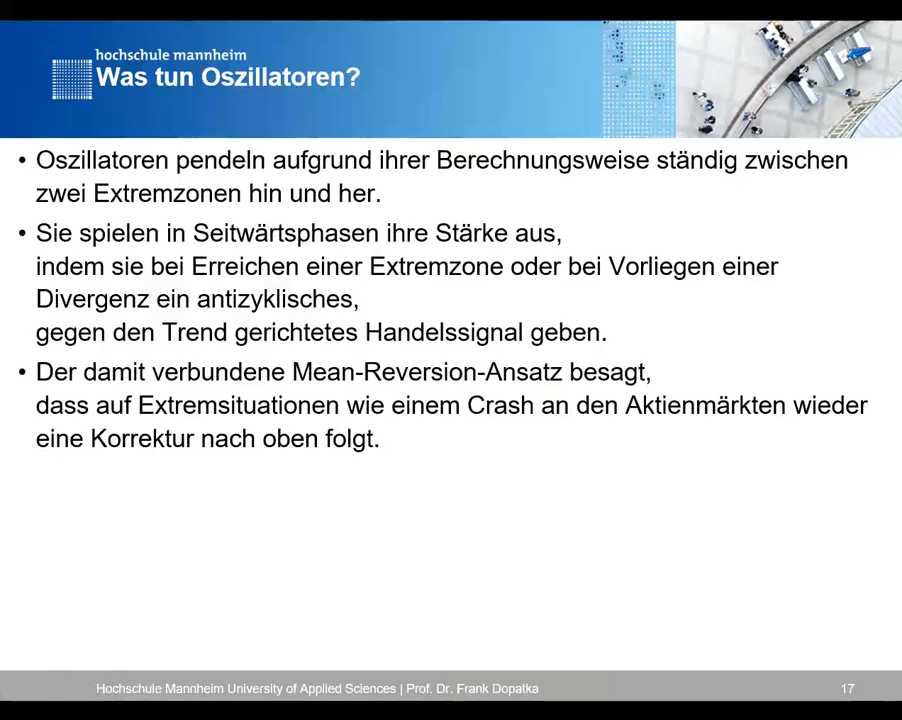 hochschule mannheim
Was tun Oszillatoren?
• Oszillatoren pendeln aufgrund ihrer Berechnungsweise ständig zwischen
zwei Extremzonen hin und her.
• Sie spielen in Seitwärtsphasen ihre Stärke aus,
indem sie bei Erreichen einer Extremzone oder bei Vorliegen einer
Divergenz ein antizyklisches,
gegen den Trend gerichtetes Handelssignal geben.
• Der damit verbundene Mean-Reversion-Ansatz besagt,
dass auf Extremsituationen wie einem Crash an den Aktienmärkten wieder
eine Korrektur nach oben folgt.
Hochschule Mannheim University of Applied Sciences | Prof. Dr. Frank Dopatka
17